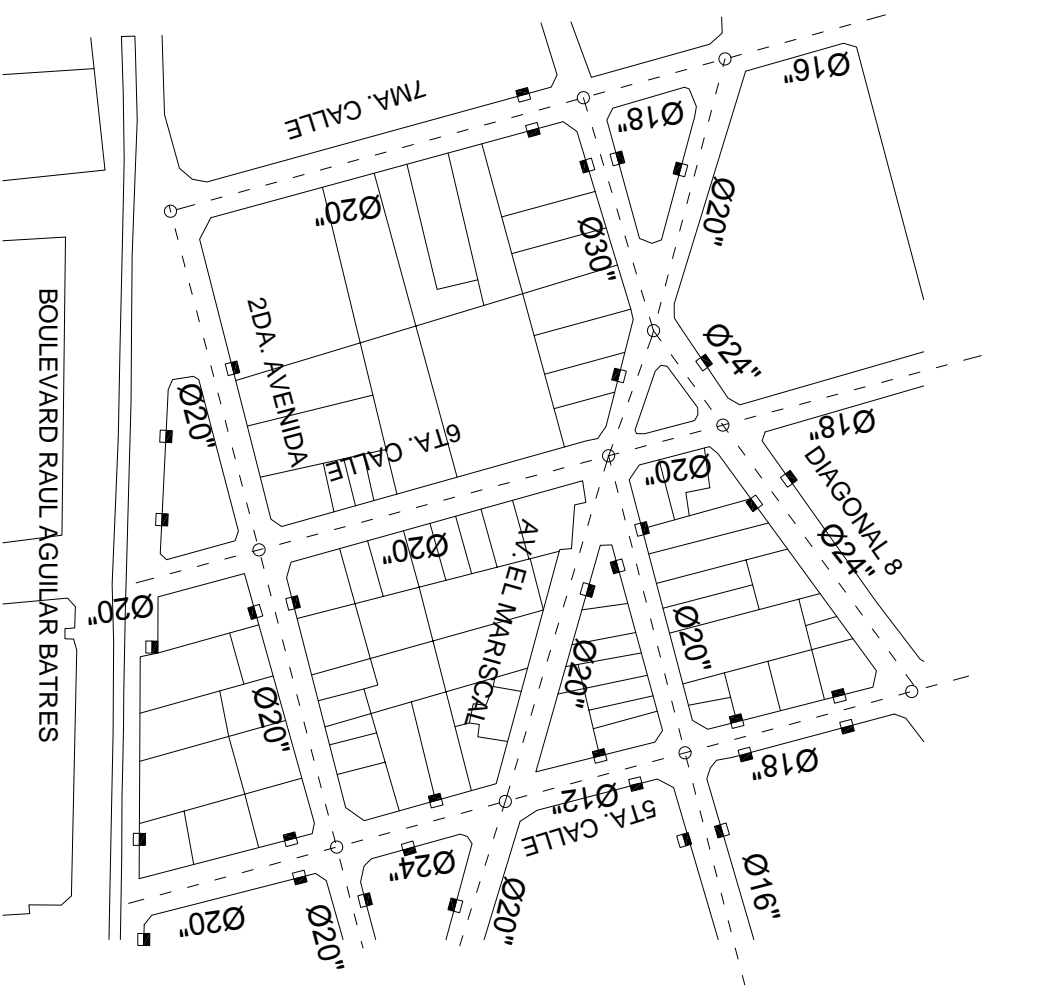 Ø16"
7MA. CALLE
Ø18"
Ø20"
Ø20"
Ø30"
2DA. AVENIDA
BOULEVARD RAUL AGUILAR BATRES
Ø24"
Ø20"
Ø18"
6TA. CALLE
Ø20"
DIAGONAL 8
Ø24"
Ø20"
AV. EL MARISCAL
Ø20"
Ø20"
Ø20"
Ø20"
Ø18"
Ø12"
5TA. CALLE
Ø24"
Ø16"
Ø20"
Ø20"
Ø20"